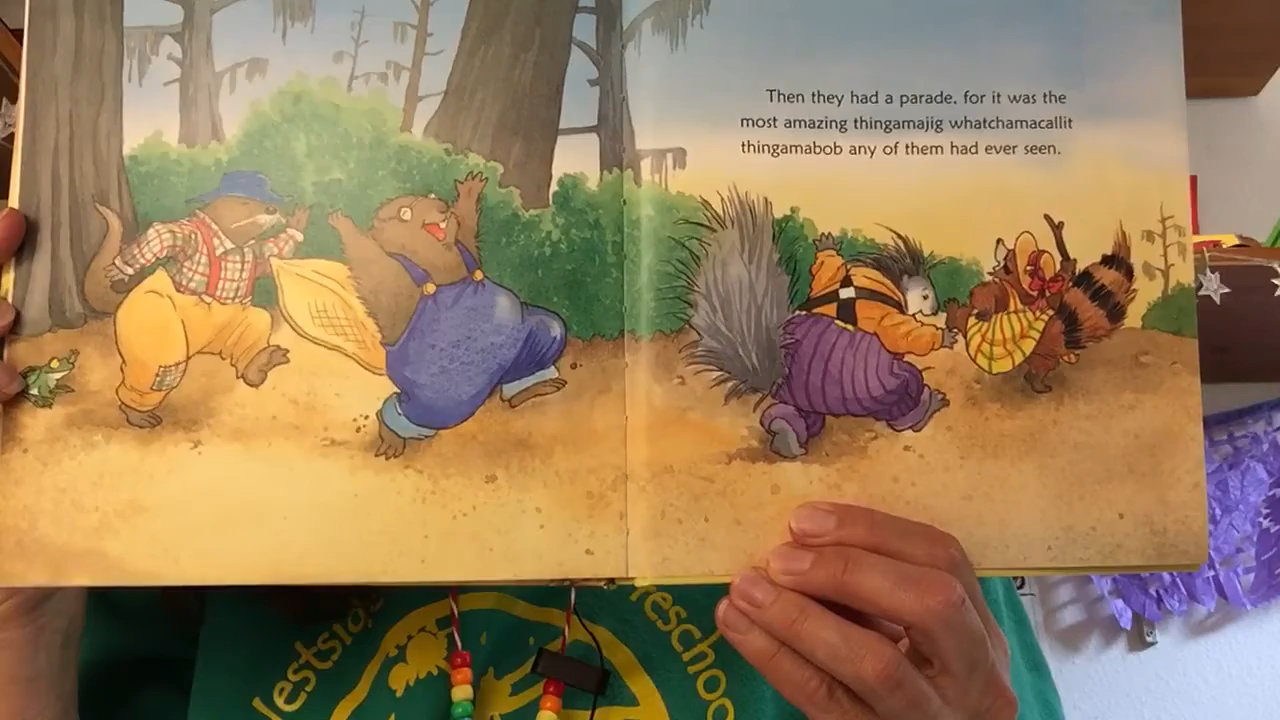 Then they had a parade, for it was the
most amazing thingamajig whatchamacallit
thingamabob any of them had ever seen.